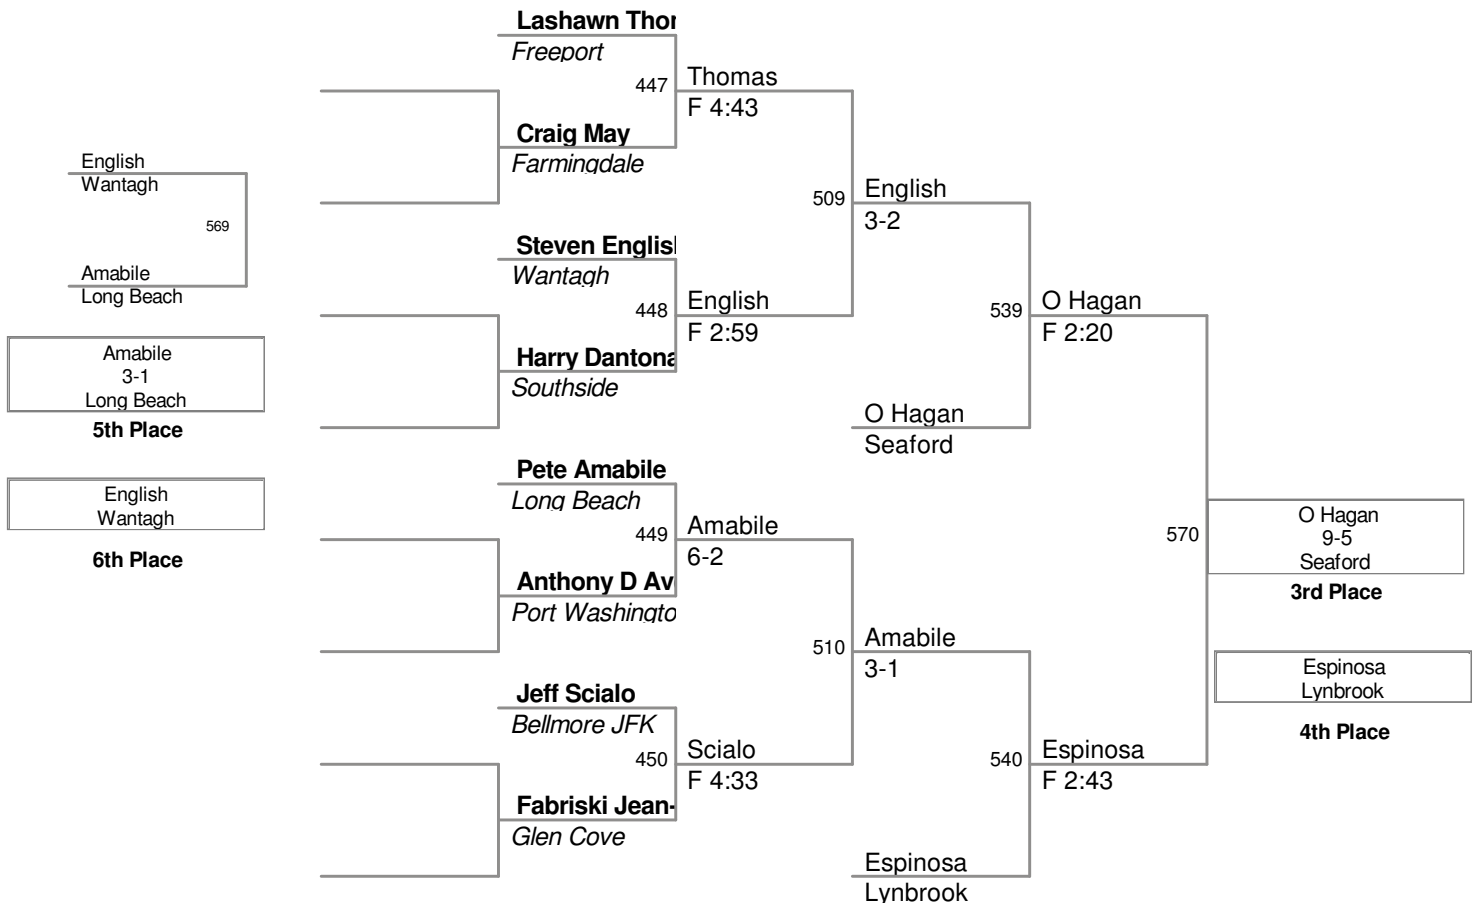 English
Wantagh
569
Amabile
Long Beach
Amabile
3-1
Long Beach
5th Place
English
Wantagh
6th Place
Lashawn
Freeport
447
Craig May
Farmingdale
Steven English
Wantagh
448
Harry Dantona
Southside
Pete Amabile
Long Beach
449
Anthony D Av
Port Washingto
Jeff Scialo
Bellmore JFK
450
Fabriski Jean-
Glen Cove
Thomas
F 4:43
509
English
F 2:59
Amabile
6-2
510
Scialo
F 4:33
English
3-2
539
O Hagan
Seaford
Amabile
3-1
540
Espinosa
Lynbrook
O Hagan
F 2:20
570
Espinosa
F 2:43
O Hagan
9-5
Seaford
3rd Place
Espinosa
Lynbrook
4th Place